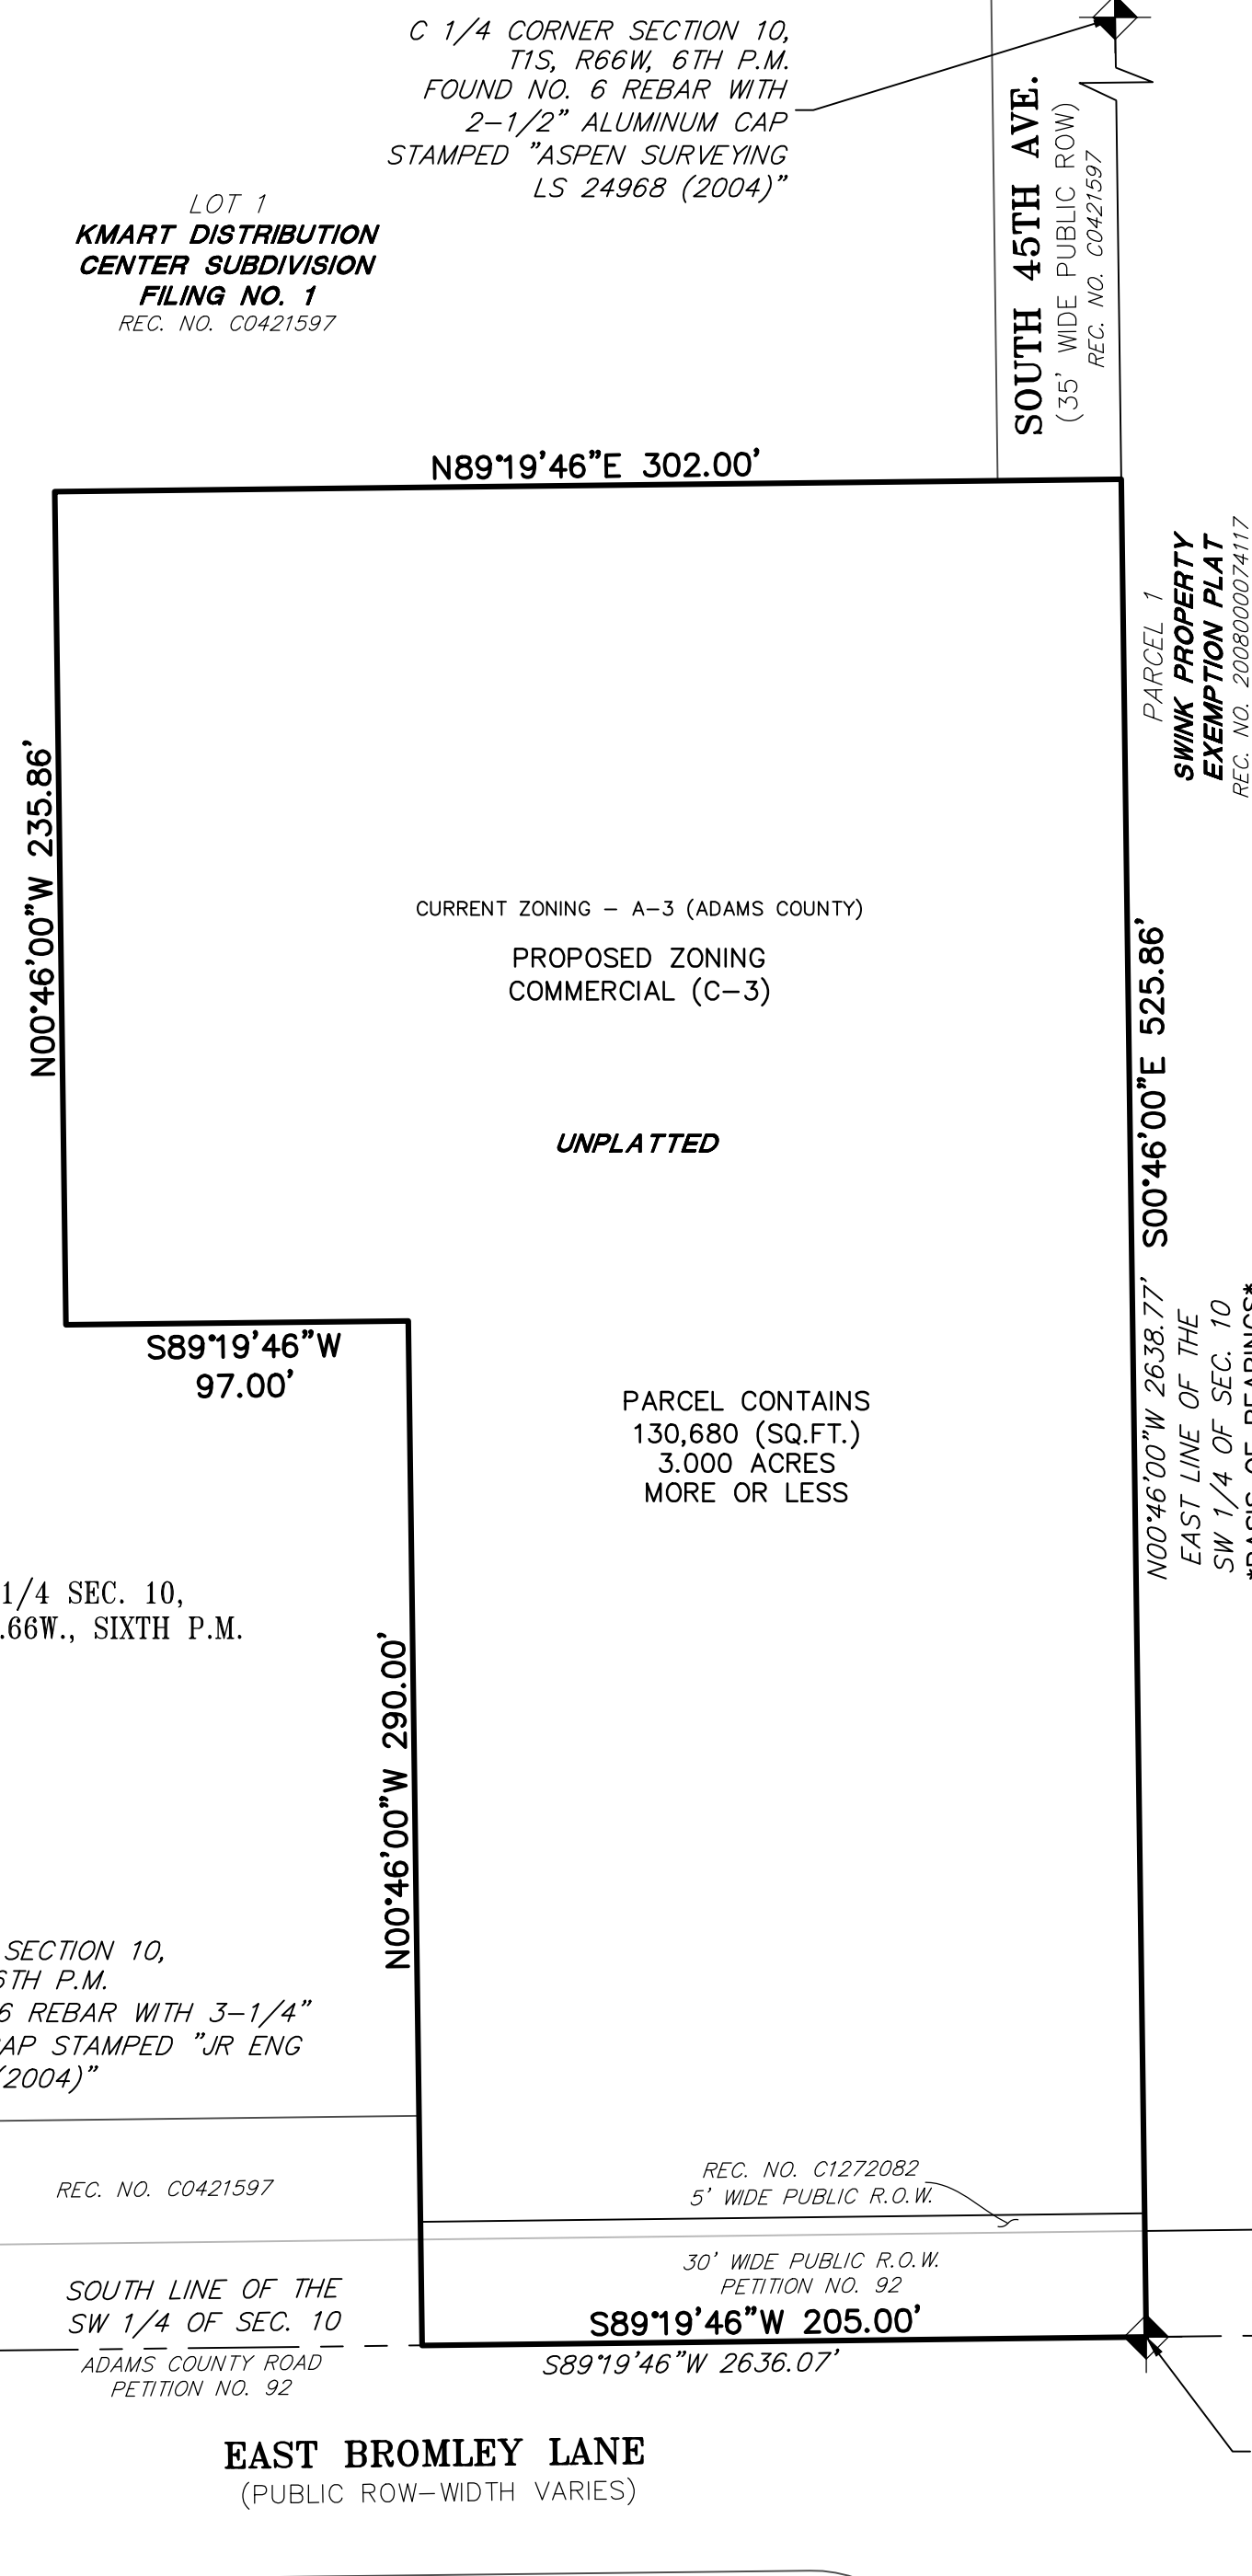 C 1/4 CORNER SECTION 10,
T1S, R66W, 6TH P.M.
FOUND NO. 6 REBAR WITH
2-1/2" ALUMINUM CAP
STAMPED "ASPEN SURVEYING
LS 24968 (2004)"
LOT 1
KMART DISTRIBUTION
CENTER SUBDIVISION
FILING NO. 1
REC. NO. C0421597
SOUTH 45TH AVE.
(35' WIDE PUBLIC ROW)
REC. NO. C0421597
N89°19'46"E 302.00'
PARCEL 1
SWINK PROPERTY
EXEMPTION PLAT
REC. NO. 2008000074117
N00°46'00"W 235.86'
CURRENT ZONING - A-3 (ADAMS COUNTY)
PROPOSED ZONING
COMMERCIAL (C-3)
S00°46'00"E 525.86'
UNPLATTED
N00°46'00"W 2638.77'
EAST LINE OF THE
SW 1/4 OF SEC. 10
*BASIS OF BEARINGS*
S89°19'46"W
97.00'
PARCEL CONTAINS
130,680 (SQ.FT.)
3.000 ACRES
MORE OR LESS
1/4 SEC. 10,
.66W., SIXTH P.M.
N00°46'00"W 290.00'
SECTION 10,
6TH P.M.
6 REBAR WITH 3-1/4"
CAP STAMPED "JR ENG
(2004)"
REC. NO. C0421597
REC. NO. C1272082
5' WIDE PUBLIC R.O.W.
30' WIDE PUBLIC R.O.W.
PETITION NO. 92
SOUTH LINE OF THE
SW 1/4 OF SEC. 10
S89°19'46"W 205.00'
S89°19'46"W 2636.07'
ADAMS COUNTY ROAD
PETITION NO. 92
EAST BROMLEY LANE
(PUBLIC ROW-WIDTH VARIES)